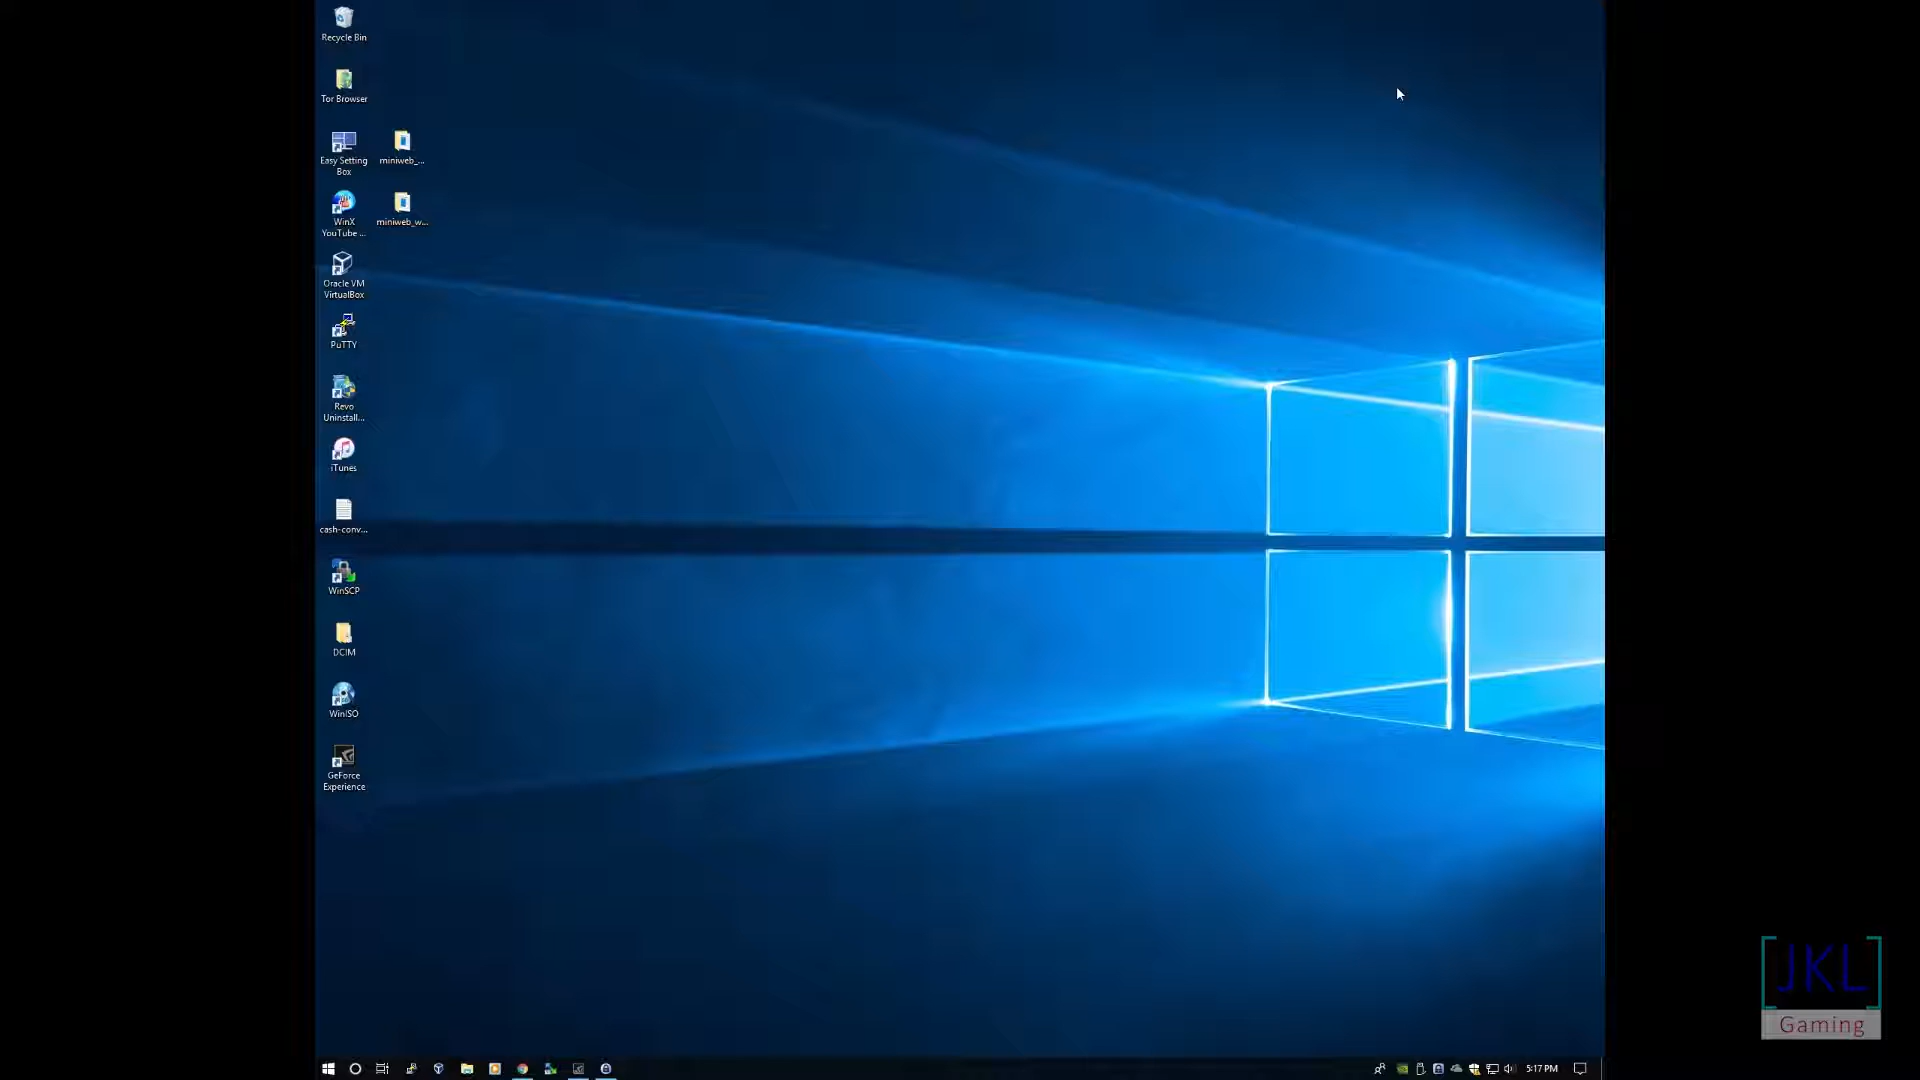 Recycle Bin
Tor Browser
Easy Setting
Box
miniweb_...
WinX
YouTube ...
miniweb_w...
Oracle VM
VirtualBox
PuTTY
Revo
Uninstall...
iTunes
cash-conv...
WinSCP
DCIM
WinISO
GeForce
Experience
5:17 PM
JKL
Gaming